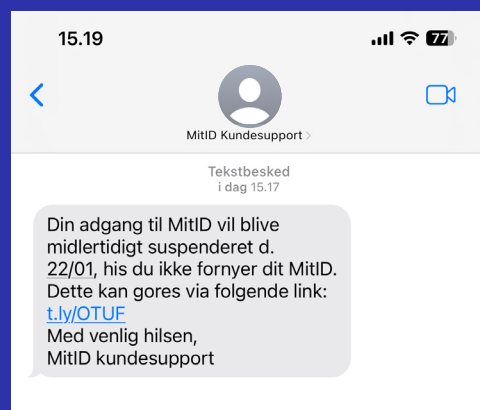 15.19
77
MitID Kundesupport
Tekstbesked
i dag 15.17
Din adgang til MitID vil blive
midlertidigt suspenderet d.
22/01, his du ikke fornyer dit MitID.
Dette kan gores via folgende link:
t.ly/OTUF
Med venlig hilsen,
MitID kundesupport